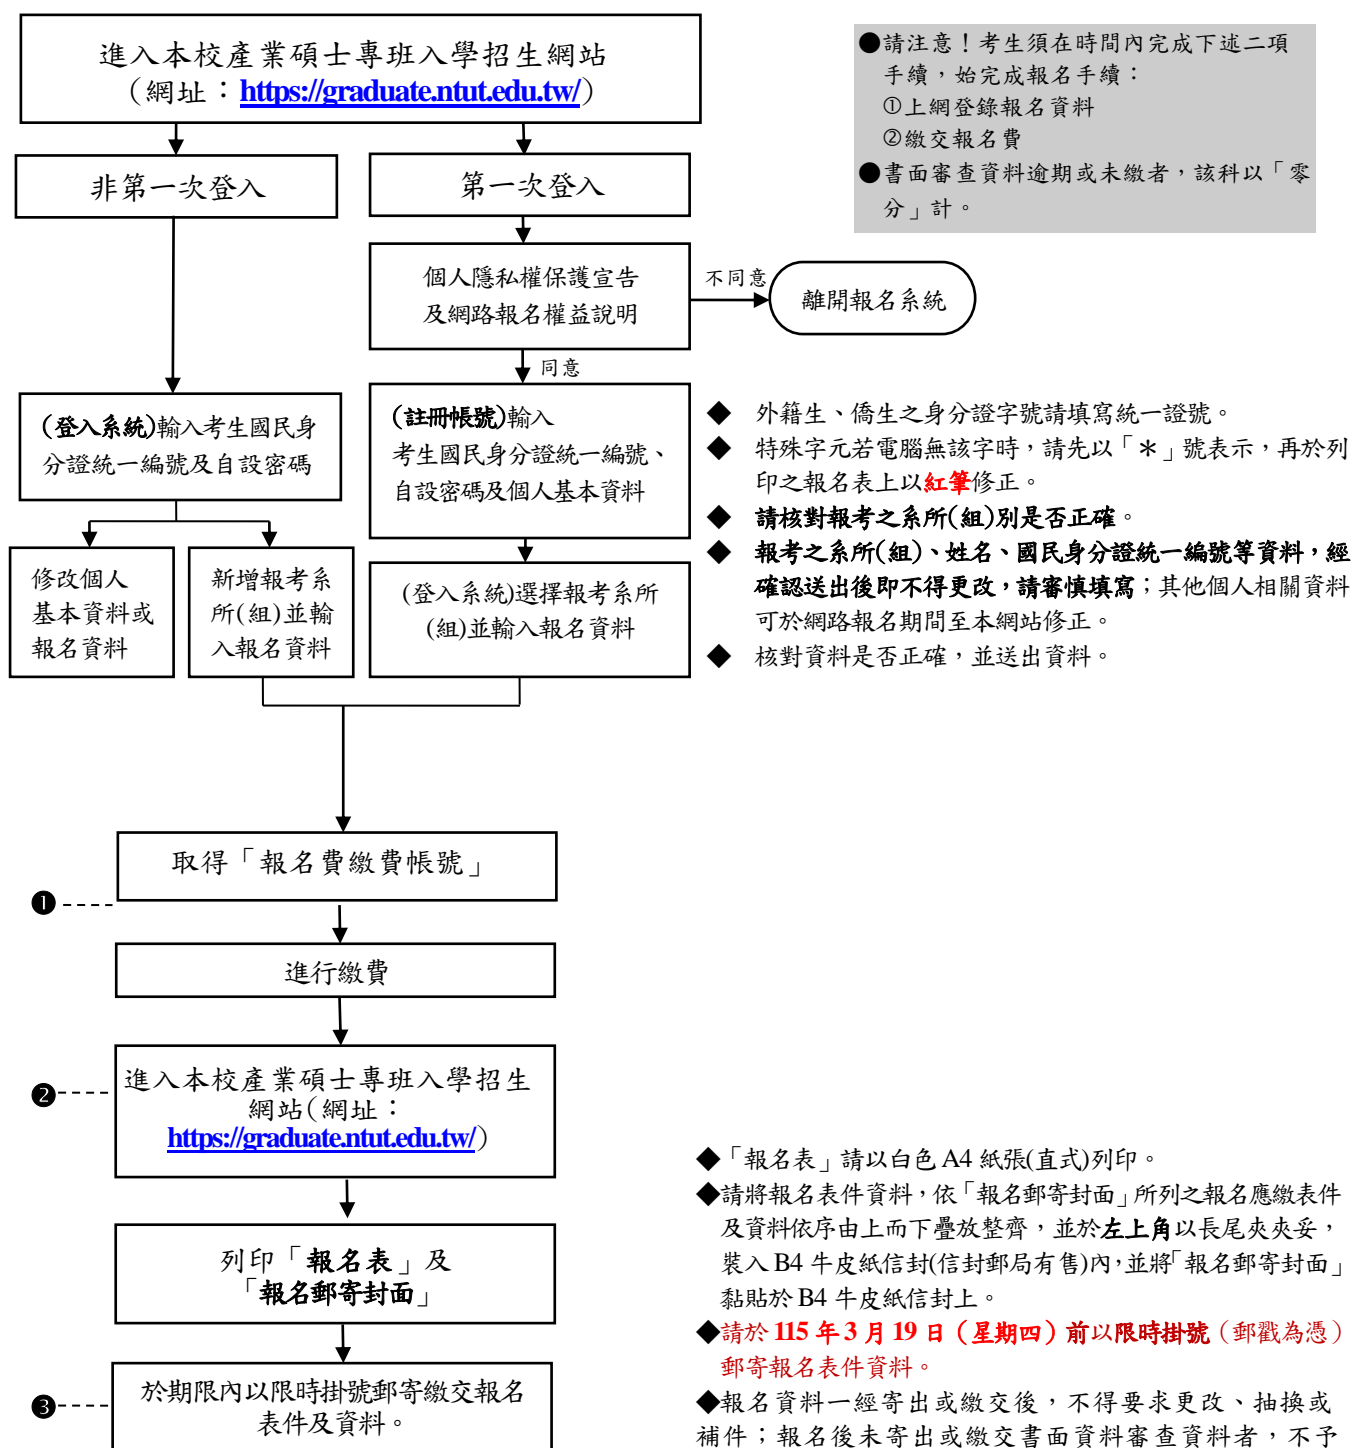 進入本校產業碩士專班入學招生網站
（網址：https://graduate.ntut.edu.tw/）
●請注意！考生須在時間內完成下述二項
手續，始完成報名手續：
①上網登錄報名資料
②繳交報名費
●書面審查資料逾期或未繳者，該科以「零
分」計。
非第一次登入
第一次登入
個人隱私權保護宣告
及網路報名權益說明
不同意
離開報名系統
同意
(登入系統)輸入考生國民身
分證統一編號及自設密碼
(註冊帳號)輸入
考生國民身分證統一編號、
自設密碼及個人基本資料
◆ 外籍生、僑生之身分證字號請填寫統一證號。
◆ 特殊字元若電腦無該字時，請先以「＊」號表示，再於列
印之報名表上以紅筆修正。
◆ 請核對報考之系所(組)別是否正確。
◆ 報考之系所(組)、姓名、國民身分證統一編號等資料，經
確認送出後即不得更改，請審慎填寫；其他個人相關資料
可於網路報名期間至本網站修正。
◆ 核對資料是否正確，並送出資料。
修改個人
基本資料或
報名資料
新增報考系
所(組)並輸
入報名資料
(登入系統)選擇報考系所
(組)並輸入報名資料
取得「報名費繳費帳號」
❶
進行繳費
❷
進入本校產業碩士專班入學招生
網站(網址：
https://graduate.ntut.edu.tw/）
列印「報名表」及
「報名郵寄封面」
❸
於期限內以限時掛號郵寄繳交報名
表件及資料。
◆「報名表」請以白色 A4 紙張(直式)列印。
◆請將報名表件資料，依「報名郵寄封面」所列之報名應繳表件
及資料依序由上而下疊放整齊，並於左上角以長尾夾夾妥，
裝入 B4 牛皮紙信封(信封郵局有售)內，並將「報名郵寄封面」
黏貼於 B4 牛皮紙信封上。
◆請於 115 年 3 月 19 日（星期四）前以限時掛號（郵戳為憑）
郵寄報名表件資料。
◆報名資料一經寄出或繳交後，不得要求更改、抽換或
補件；報名後未寄出或繳交書面資料審查資料者，不予